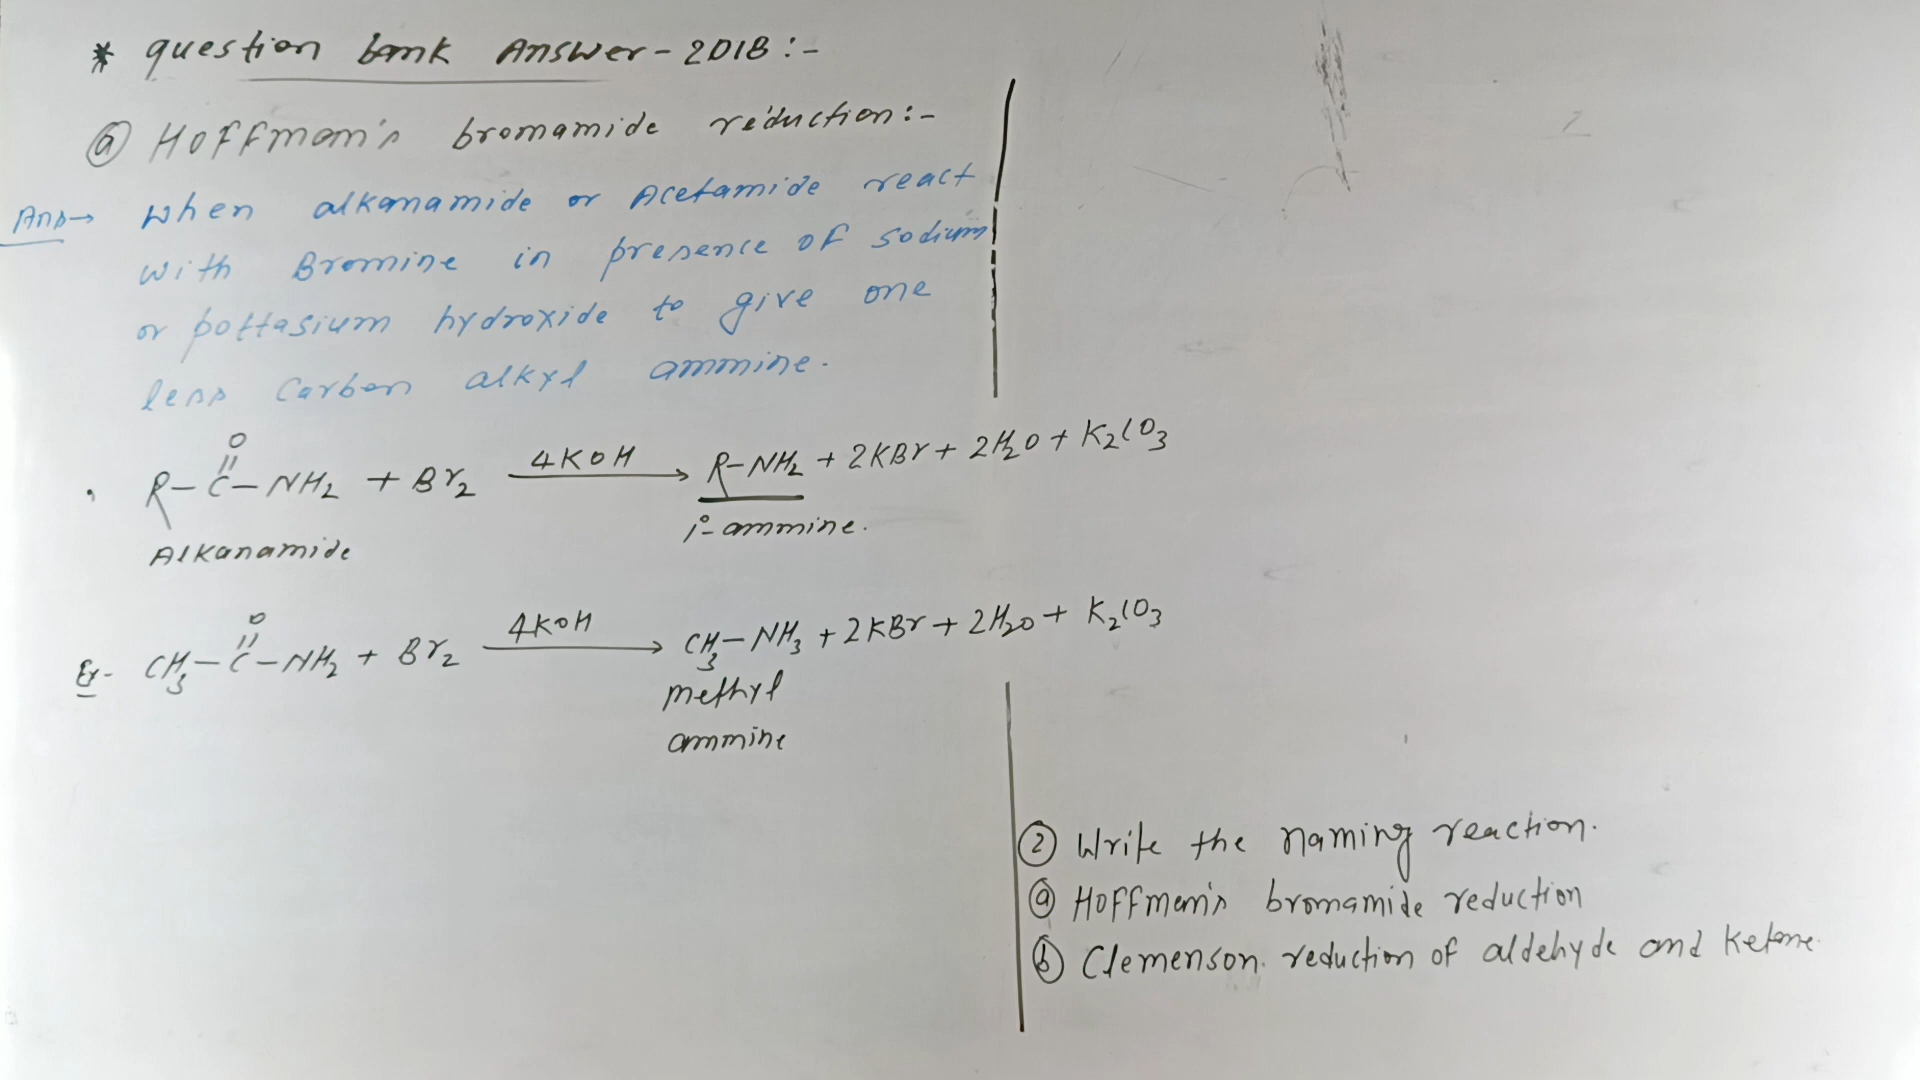 * question bank Answer - 2018 :-
ⓐ Hoffman's bromamide reduction :-
Ans→ When alkanamide or Acetamide react
with Bromine in presence of sodium
or pottasium hydroxide to give one
less Carbon alkyl ammine.
O
R-C-NH₂ + Br₂ 4KOH → R-NH₂ + 2KBr + 2H₂O + K₂CO₃
Alkanamide 1°-ammine.
O
Ex- CH₃-C-NH₂ + Br₂ 4KOH → CH₃-NH₃ + 2KBr + 2H₂O + K₂CO₃
methyl
ammine
② Write the naming reaction.
ⓐ Hoffman's bromamide reduction
ⓑ Clemenson. reduction of aldehyde and Ketone.